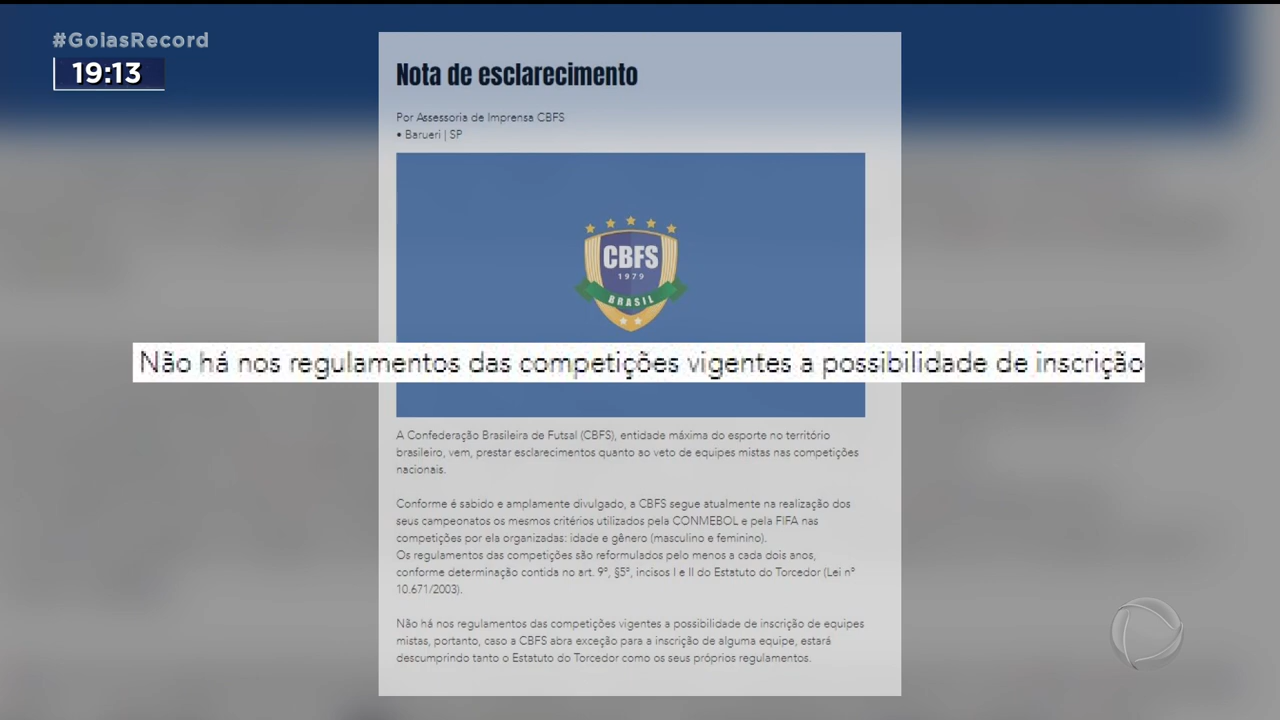 #GoiasRecord
19:13
Nota de esclarecimento
Por Assessoria de Imprensa CBFS
• Barueri | SP
CBFS
1979
BRASIL
Não há nos regulamentos das competições vigentes a possibilidade de inscrição
A Confederação Brasileira de Futsal (CBFS), entidade máxima do esporte no território
brasileiro, vem, prestar esclarecimentos quanto ao veto de equipes mistas nas competições
nacionais.
Conforme é sabido e amplamente divulgado, a CBFS segue atualmente na realização dos
seus campeonatos os mesmos critérios utilizados pela CONMEBOL e pela FIFA nas
competições por ela organizadas: idade e gênero (masculino e feminino).
Os regulamentos das competições são reformulados pelo menos a cada dois anos,
conforme determinação contida no art. 9º, §5º, incisos I e II do Estatuto do Torcedor (Lei nº
10.671/2003).
Não há nos regulamentos das competições vigentes a possibilidade de inscrição de equipes
mistas, portanto, caso a CBFS abra exceção para a inscrição de alguma equipe, estará
descumprindo tanto o Estatuto do Torcedor como os seus próprios regulamentos.